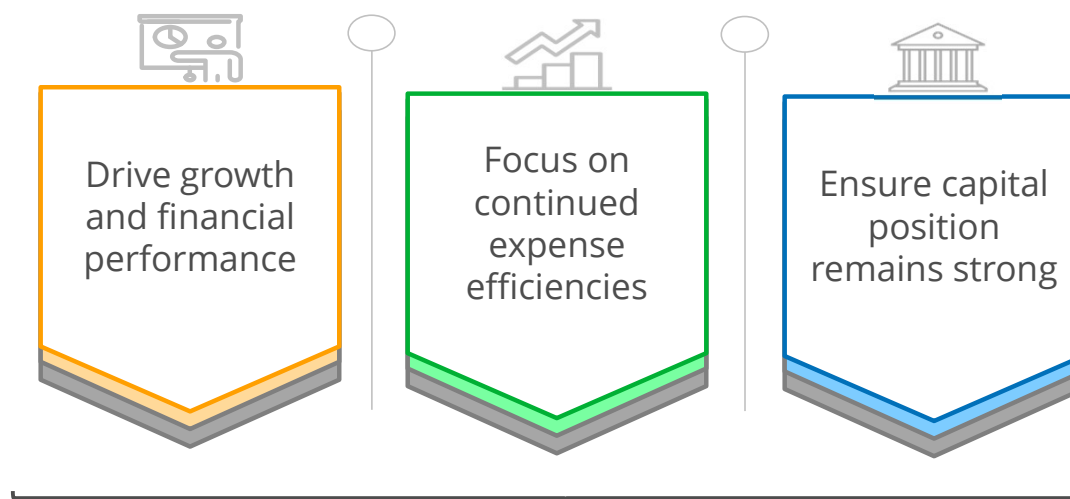 Drive growth
and financial
performance
Focus on
continued
expense
efficiencies
Ensure capital
position
remains strong